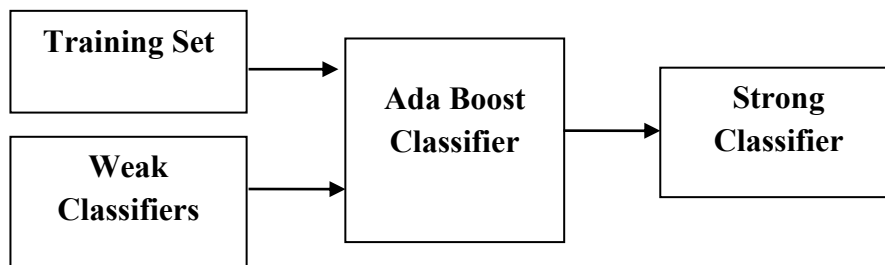 Training Set
Weak
Classifiers
Ada Boost
Classifier
Strong
Classifier